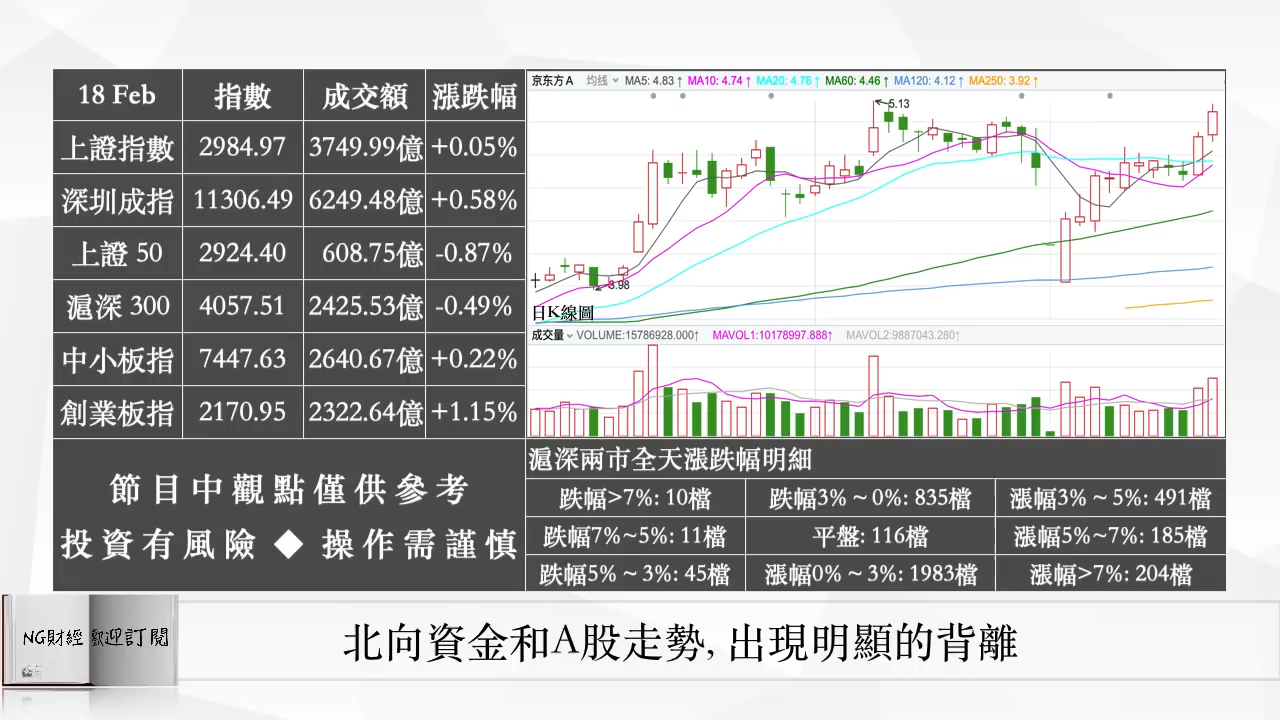 18 Feb 指數 成交額 漲跌幅
上證指數 2984.97 3749.99億 +0.05%
深圳成指 11306.49 6249.48億 +0.58%
上證 50 2924.40 608.75億 -0.87%
滬深 300 4057.51 2425.53億 -0.49%
中小板指 7447.63 2640.67億 +0.22%
創業板指 2170.95 2322.64億 +1.15%
節目中觀點僅供參考
投資有風險 ◆ 操作需謹慎
京东方A 均线 MA5: 4.83↑ MA10: 4.74↑ MA20: 4.76↑ MA60: 4.46↑ MA120: 4.12↑ MA250: 3.92↑
5.13
3.98
日K線圖
成交量 VOLUME:15786928.000↑ MAVOL1:10178997.888↑ MAVOL2:9887043.280↑
滬深兩市全天漲跌幅明細
跌幅>7%: 10檔 跌幅3% ~ 0%: 835檔 漲幅3% ~ 5%: 491檔
跌幅7%~5%: 11檔 平盤: 116檔 漲幅5%~7%: 185檔
跌幅5% ~ 3%: 45檔 漲幅0% ~ 3%: 1983檔 漲幅>7%: 204檔
NG財經 歡迎訂閱
北向資金和A股走勢, 出現明顯的背離